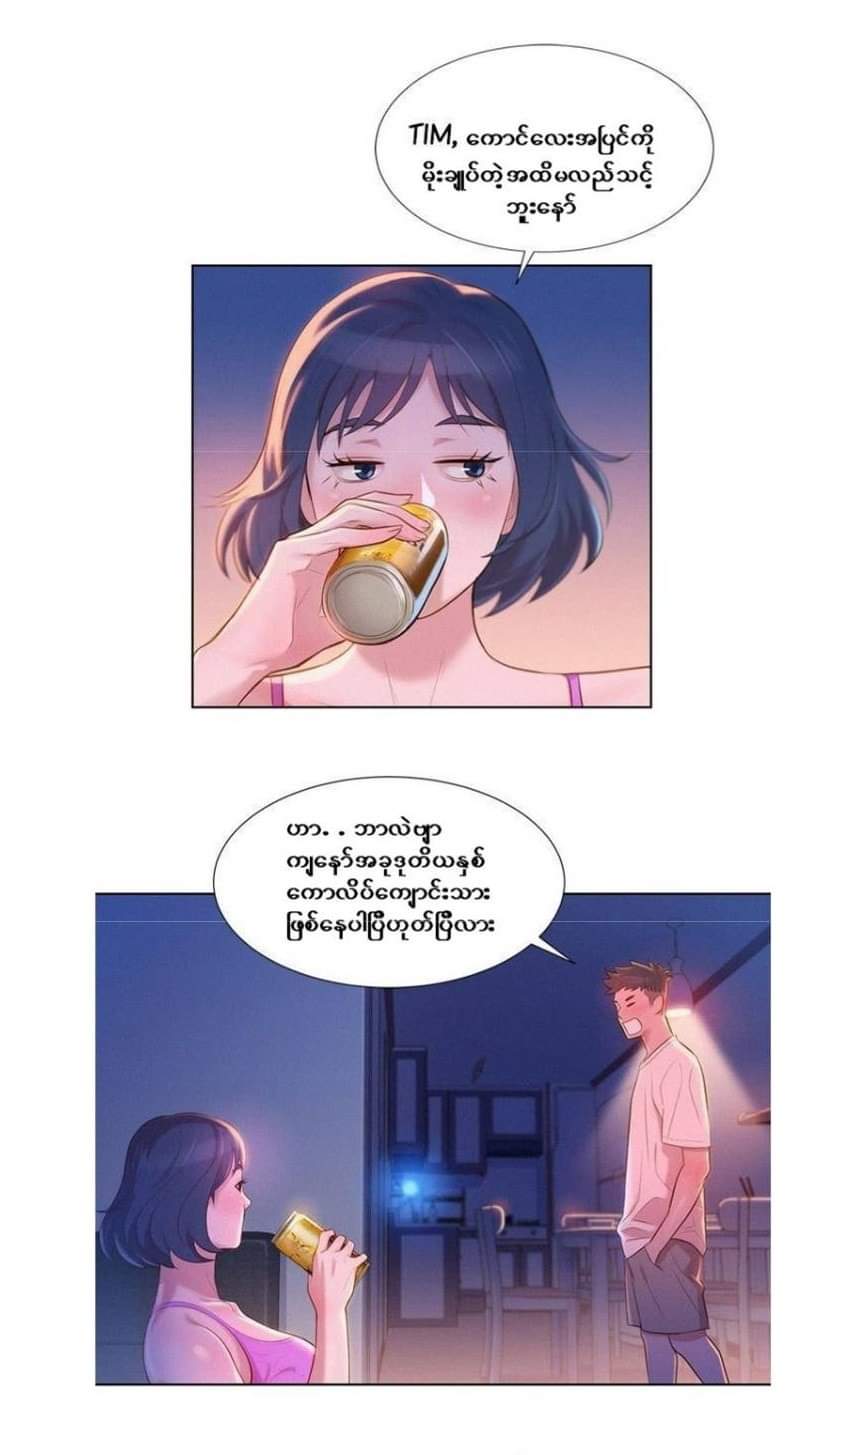 TIM, ကောင်လေးအပြင်ကို
မိုးချုပ်တဲ့အထိမလည်သင့်
ဘူးနော်
ဟာ. . ဘာလဲဗျာ
ကျနော်အခုဒုတိယနှစ်
ကောလိပ်ကျောင်းသား
ဖြစ်နေပါပြီဟုတ်ပြီလား